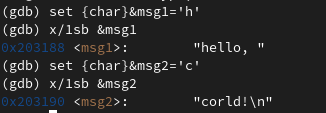 (gdb) set {char}&msg1='h'
(gdb) x/1sb &msg1
0x203188 <msg1>:        "hello, "
(gdb) set {char}&msg2='c'
(gdb) x/1sb &msg2
0x203190 <msg2>:        "corld!\n"